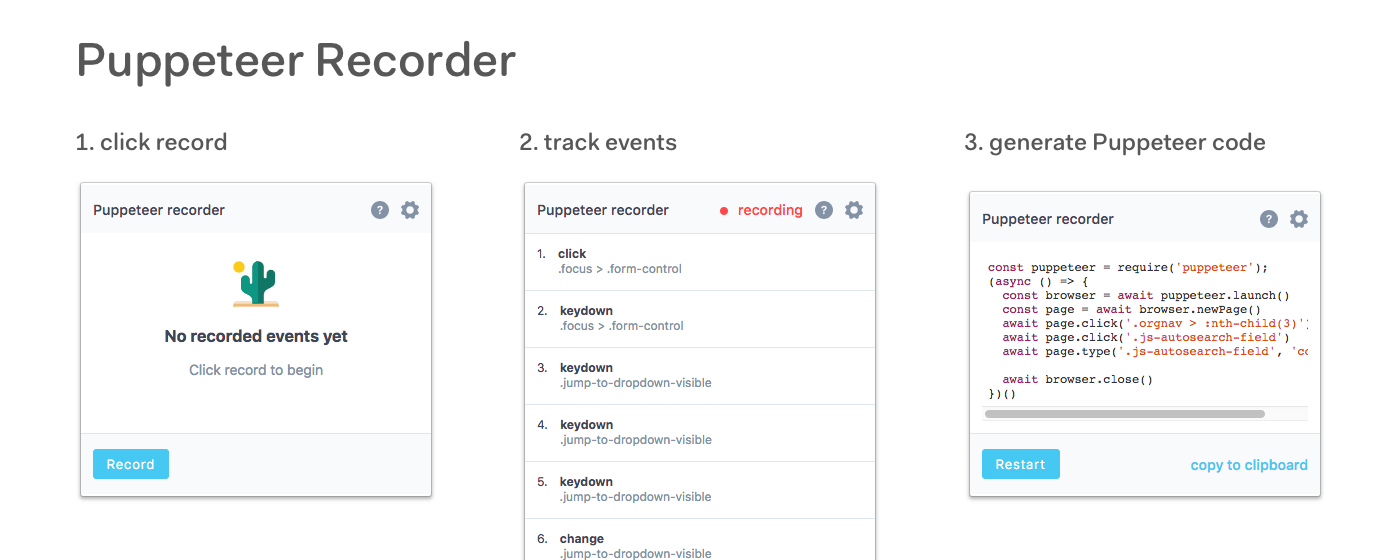 Puppeteer Recorder
1. click record
Puppeteer recorder
?
No recorded events yet
Click record to begin
Record
2. track events
Puppeteer recorder
recording
?
1. click
.focus > .form-control
2. keydown
.focus > .form-control
3. keydown
.jump-to-dropdown-visible
4. keydown
.jump-to-dropdown-visible
5. keydown
.jump-to-dropdown-visible
6. change
.jump-to-dropdown-visible
3. generate Puppeteer code
Puppeteer recorder
?
const puppeteer = require('puppeteer');
(async () => {
  const browser = await puppeteer.launch()
  const page = await browser.newPage()
  await page.click('.orgnav > :nth-child(3)')
  await page.click('.js-autosearch-field')
  await page.type('.js-autosearch-field', 'co
  await browser.close()
})()
Restart
copy to clipboard